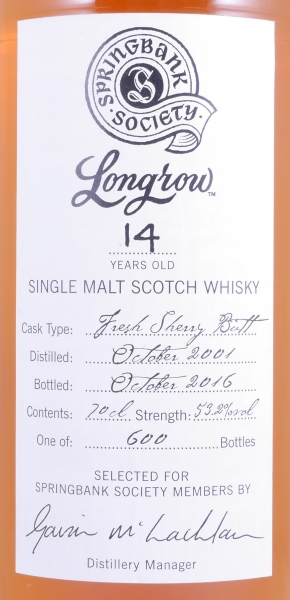 SPRINGBANK
S
· SOCIETY ·
Longrow™
14
YEARS OLD
SINGLE MALT SCOTCH WHISKY
Cask Type: Fresh Sherry Butt
Distilled: October 2001
Bottled: October 2016
Contents: 70cl Strength: 53.2%vol
One of: 600 Bottles
SELECTED FOR
SPRINGBANK SOCIETY MEMBERS BY
Gavin McLachlan
Distillery Manager